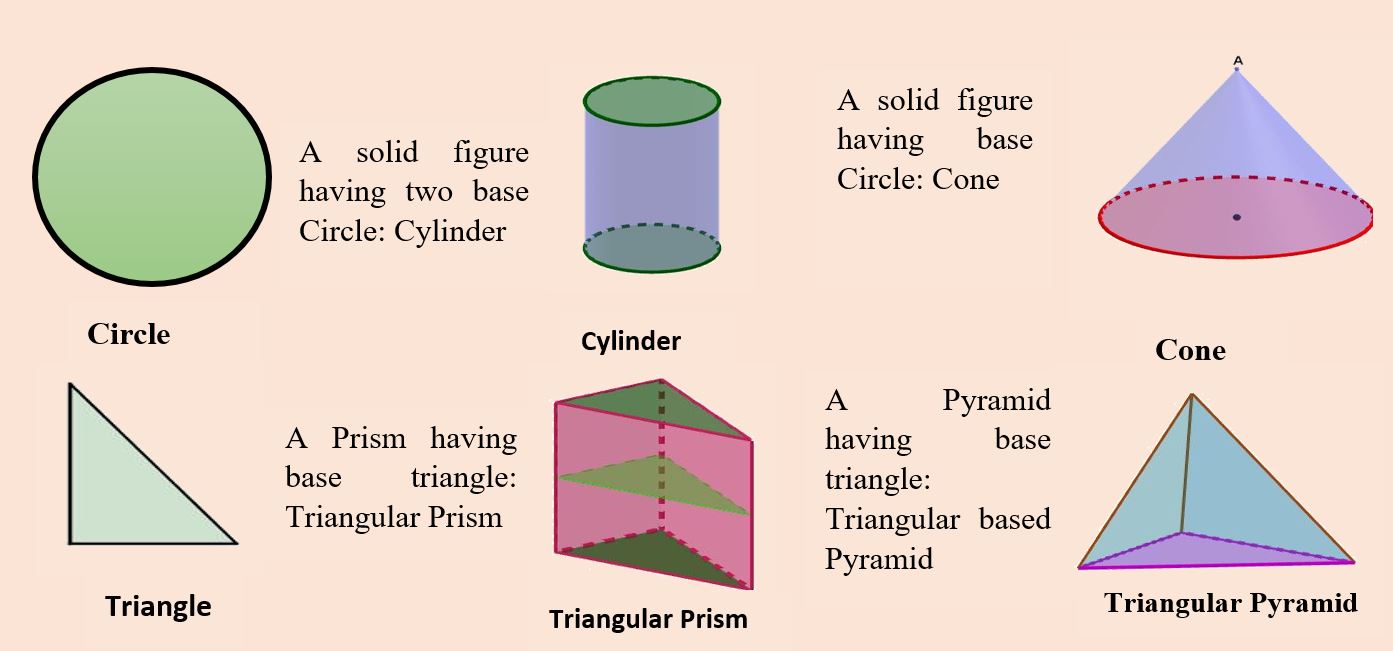 A solid figure
having two base
Circle: Cylinder
A solid figure
having base
Circle: Cone
A
Circle
Cylinder
Cone
A Prism having
base triangle:
Triangular Prism
A Pyramid
having base
triangle:
Triangular based
Pyramid
Triangle
Triangular Prism
Triangular Pyramid